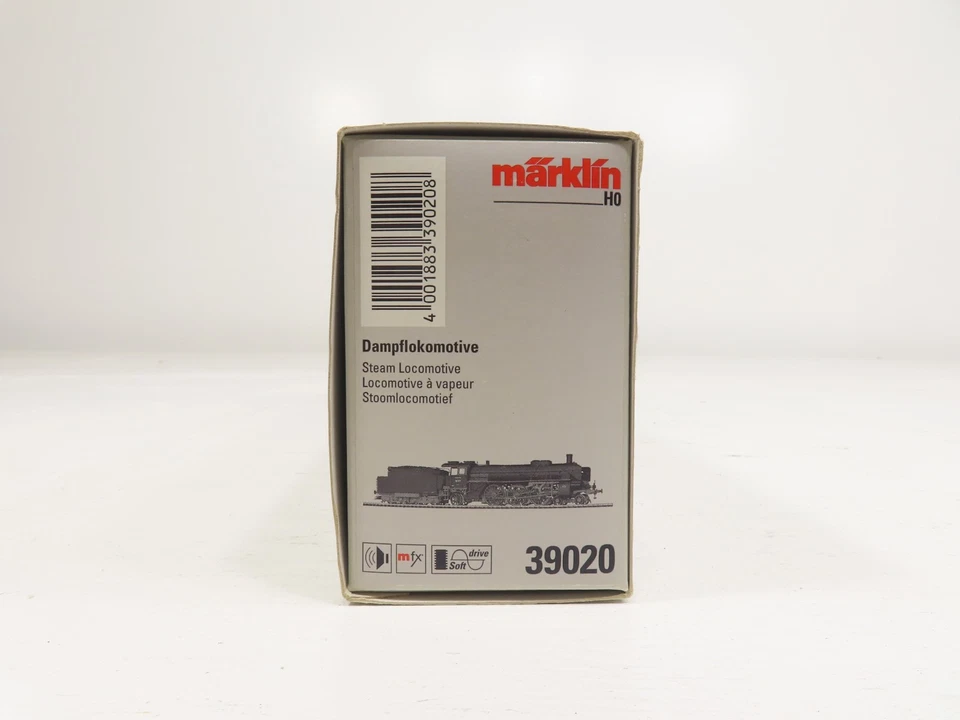 märklin
H0
4 001883 390208
Dampflokomotive
Steam Locomotive
Locomotive à vapeur
Stoomlocomotief
mfx
Soft drive
39020